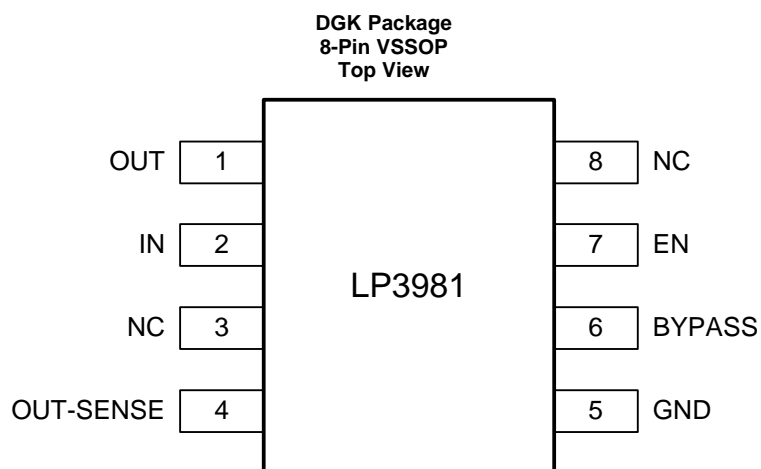 DGK Package
8-Pin VSSOP
Top View
OUT 1 8 NC
IN 2 7 EN
LP3981
NC 3 6 BYPASS
OUT-SENSE 4 5 GND